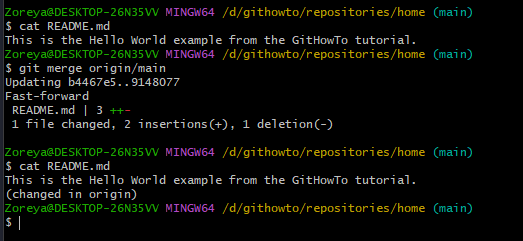 Zoreya@DESKTOP-26N35VV MINGW64 /d/githowto/repositories/home (main)
$ cat README.md
This is the Hello World example from the GitHowTo tutorial.
Zoreya@DESKTOP-26N35VV MINGW64 /d/githowto/repositories/home (main)
$ git merge origin/main
Updating b4467e5..9148077
Fast-forward
 README.md | 3 ++-
 1 file changed, 2 insertions(+), 1 deletion(-)
Zoreya@DESKTOP-26N35VV MINGW64 /d/githowto/repositories/home (main)
$ cat README.md
This is the Hello World example from the GitHowTo tutorial.
(changed in origin)
Zoreya@DESKTOP-26N35VV MINGW64 /d/githowto/repositories/home (main)
$